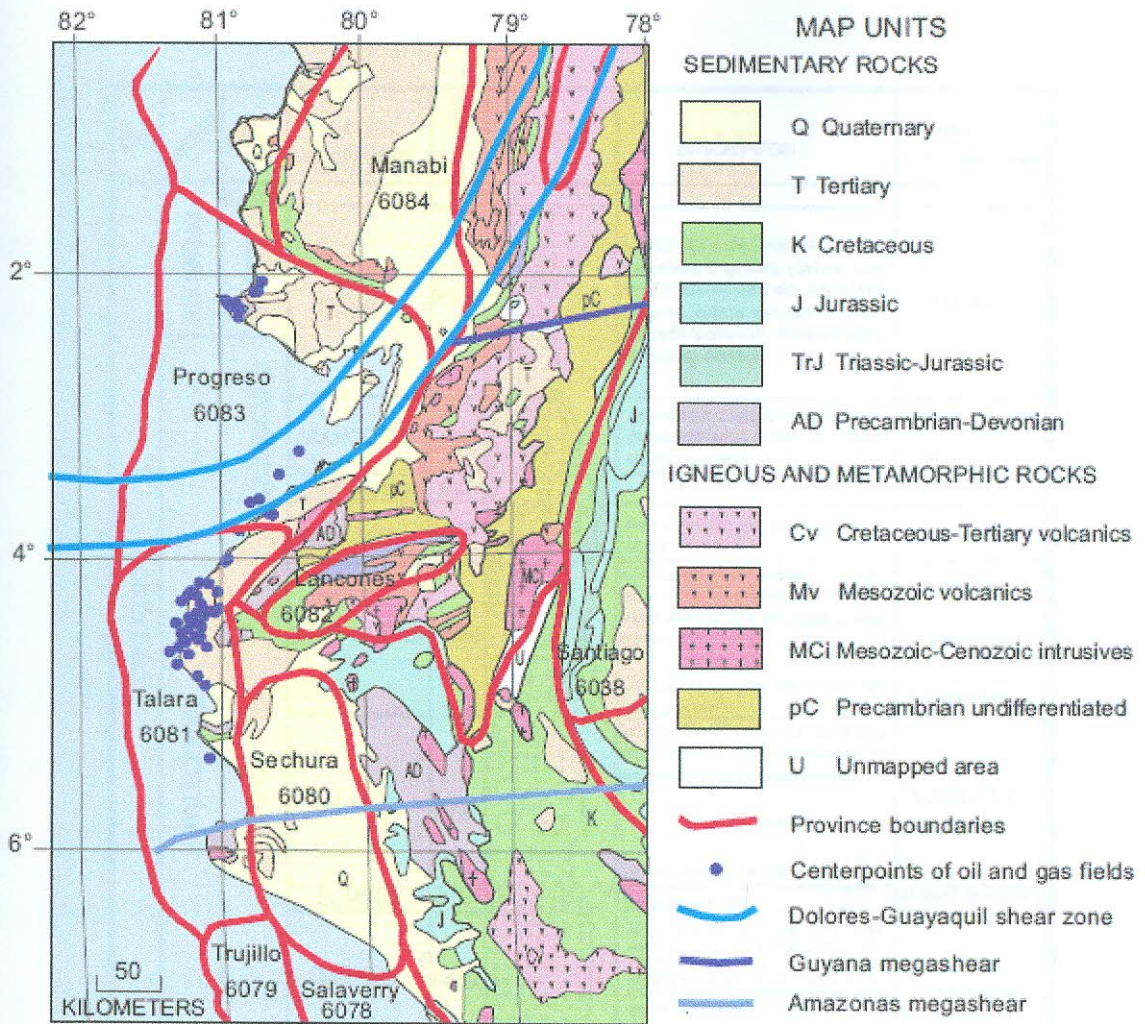 82° 81° 80° 79° 78°
2°
4°
6°
Q
Manabi
6084
T
pC
P
Progreso
6083
T
J
Q
T
pC
AD
Lancones
6082
MCi
U
Santiago
6038
Talara
6081
Sechura
6080
AD
K
Q
J
Cv
Trujillo
6079
Salaverry
6078
50
KILOMETERS
MAP UNITS
SEDIMENTARY ROCKS
Q Quaternary
T Tertiary
K Cretaceous
J Jurassic
TrJ Triassic-Jurassic
AD Precambrian-Devonian
IGNEOUS AND METAMORPHIC ROCKS
Cv Cretaceous-Tertiary volcanics
Mv Mesozoic volcanics
MCi Mesozoic-Cenozoic intrusives
pC Precambrian undifferentiated
U Unmapped area
Province boundaries
Centerpoints of oil and gas fields
Dolores-Guayaquil shear zone
Guyana megashear
Amazonas megashear